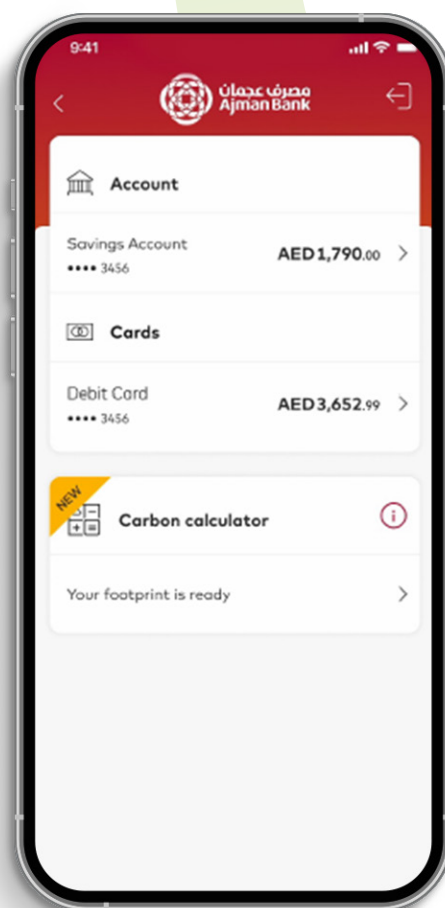 9:41
مصرف عجمان
Ajman Bank
Account
Savings Account
AED 1,790.00
•••• 3456
Cards
Debit Card
AED 3,652.99
•••• 3456
NEW
Carbon calculator
Your footprint is ready